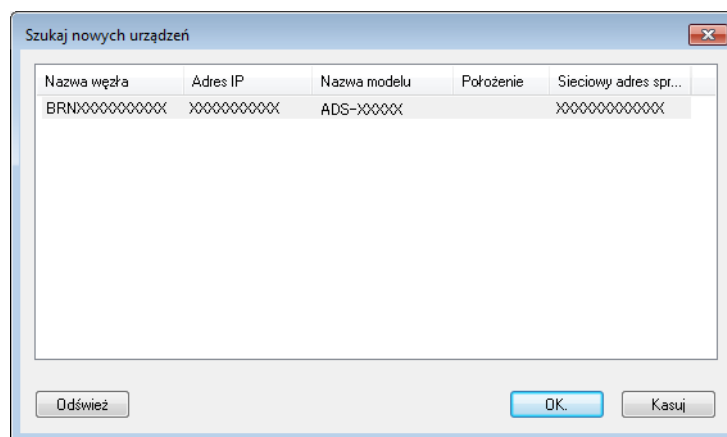 Szukaj nowych urządzeń
Nazwa węzła Adres IP Nazwa modelu Położenie Sieciowy adres spr...
BRNXXXXXXXXXX XXXXXXXXXXX ADS-XXXXX XXXXXXXXXXXX
Odśwież OK. Kasuj